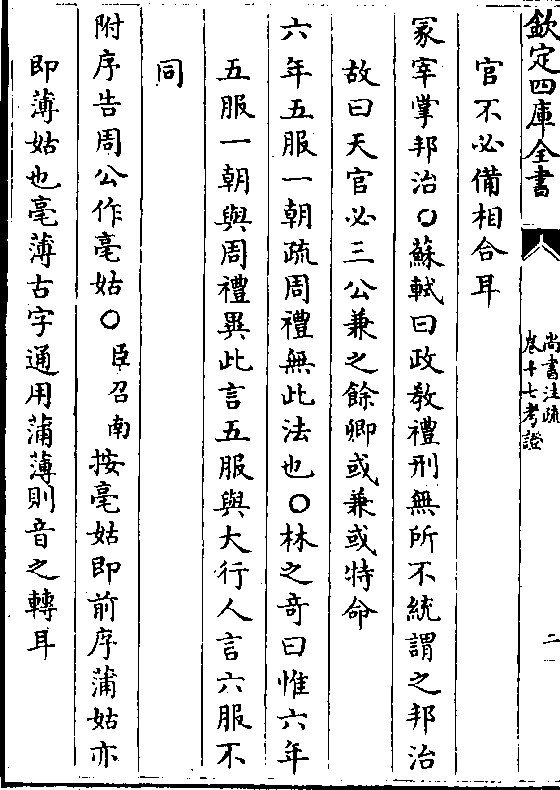 欽定四庫全書
尚書注疏
卷十七考證
二
官不必備相合耳
冢宰掌邦治○蘇軾曰政教禮刑無所不統謂之邦治
故曰天官必三公兼之餘卿或兼或特命
六年五服一朝疏周禮無此法也○林之奇曰惟六年
五服一朝與周禮異此言五服與大行人言六服不
同
附序告周公作亳姑○臣召南按亳姑即前序蒲姑亦
即薄姑也亳薄古字通用蒲薄則音之轉耳